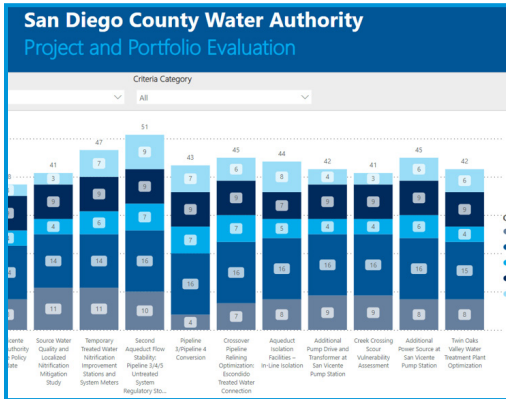 San Diego County Water Authority
Project and Portfolio Evaluation
Criteria Category
All
51
47
45
45
44
43
42
42
41
41
8
3
7
9
7
6
8
4
3
6
6
9
9
9
9
9
7
9
9
9
9
4
6
7
7
7
5
4
4
6
4
4
14
14
16
16
16
16
16
16
16
15
11
11
10
4
7
8
9
9
8
8
Source Water
Quality and
Localized
Nitrification
Mitigation
Study
Temporary
Treated Water
Nitrification
Improvement
Stations and
System Meters
Second
Aqueduct Flow
Stability:
Pipeline 3/4/5
Untreated
System
Regulatory Sto...
Pipeline
3/Pipeline 4
Conversion
Crossover
Pipeline
Relining
Optimization:
Escondido
Treated Water
Connection
Aqueduct
Isolation
Facilities –
In-Line Isolation
Additional
Pump Drive and
Transformer at
San Vicente
Pump Station
Creek Crossing
Scour
Vulnerability
Assessment
Additional
Power Source at
San Vicente
Pump Station
Twin Oaks
Valley Water
Treatment Plant
Optimization